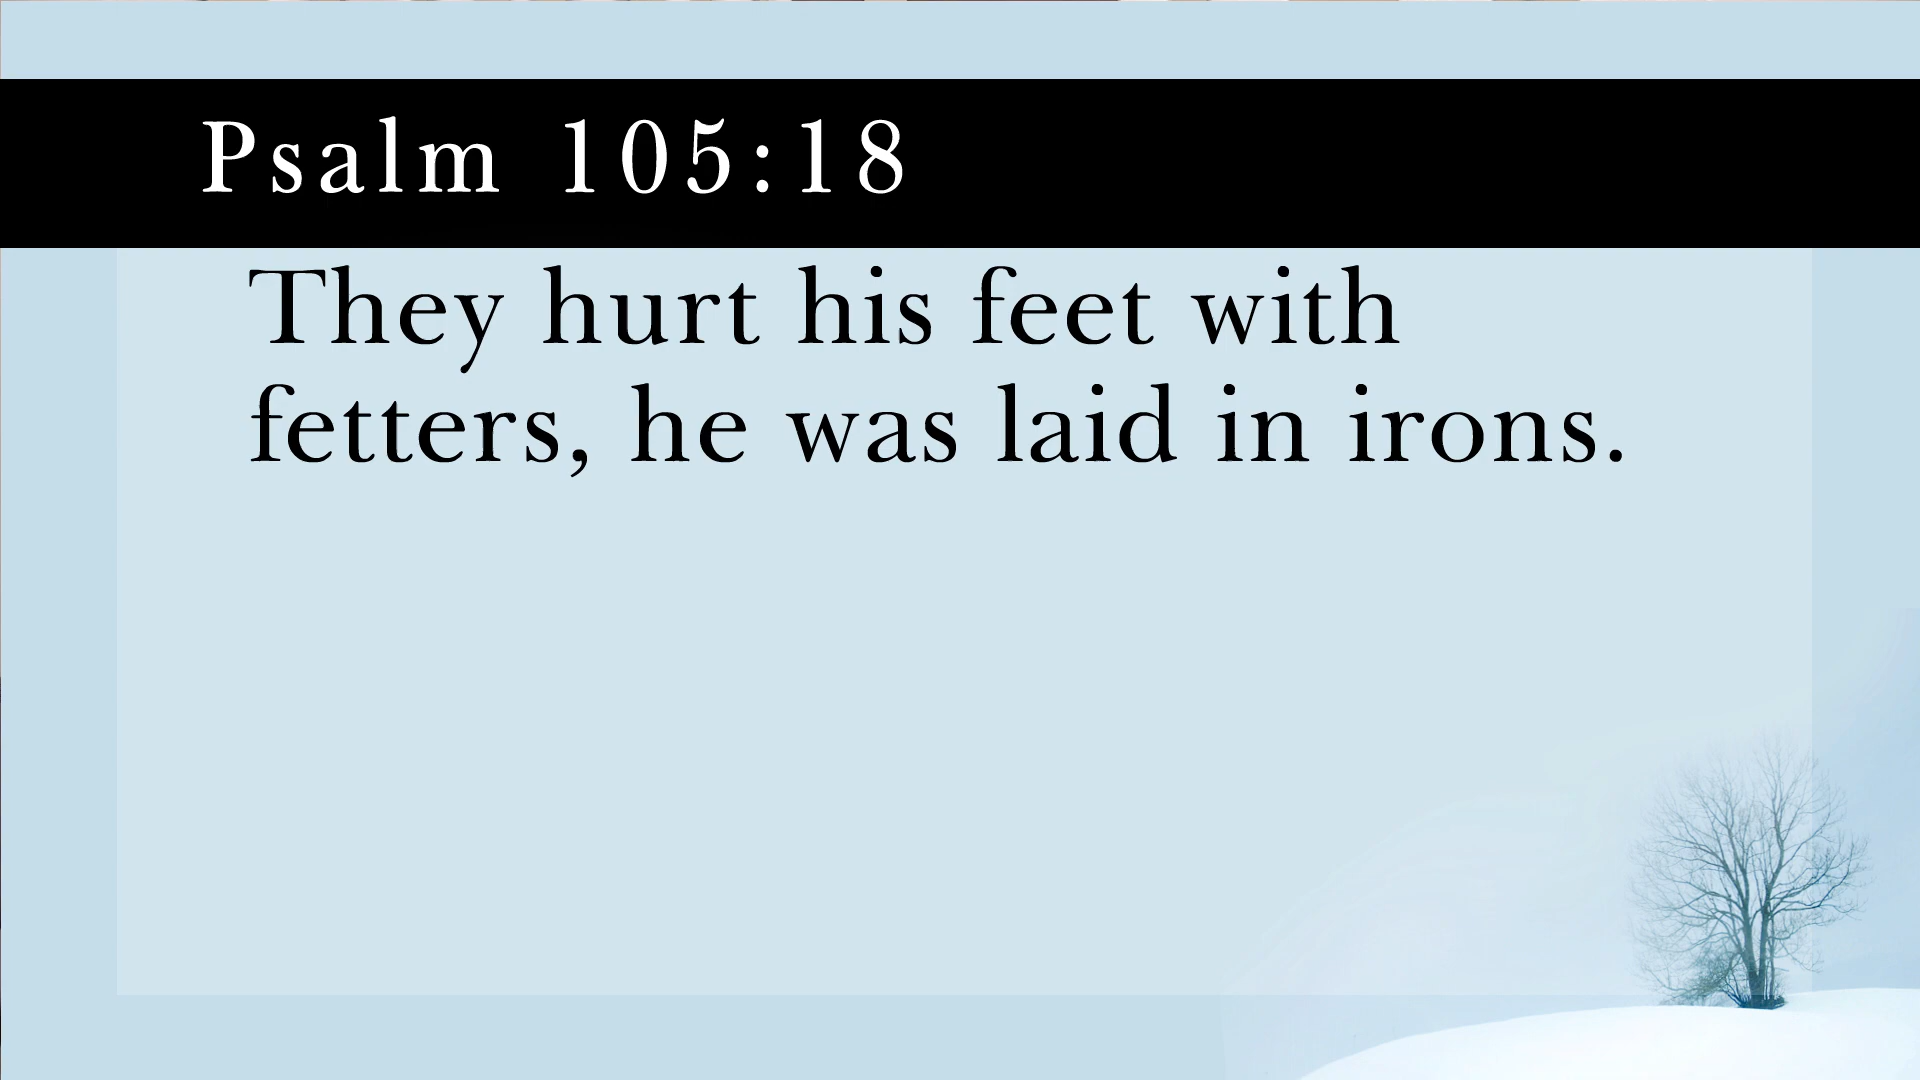 Psalm 105:18
They hurt his feet with
fetters, he was laid in irons.